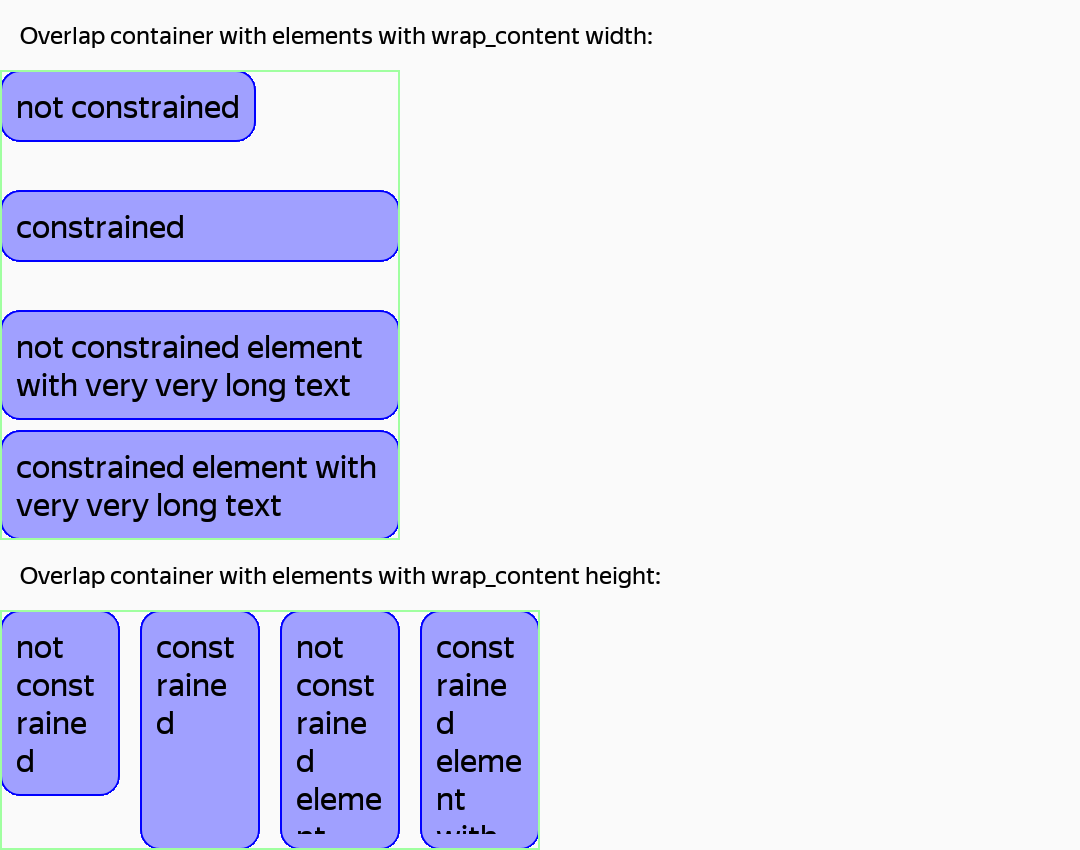 Overlap container with elements with wrap_content width:
not constrained
constrained
not constrained element
with very very long text
constrained element with
very very long text
Overlap container with elements with wrap_content height:
not
const
raine
d
const
raine
d
not
const
raine
d
eleme
nt
const
raine
d
eleme
nt
with